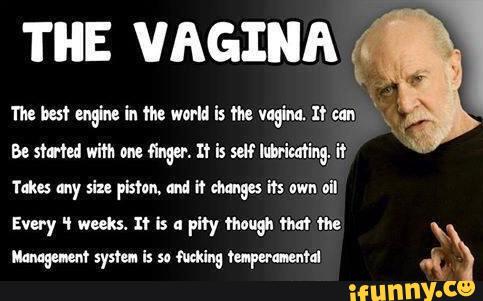 THE VAGINA
The best engine in the world is the vagina. It can
Be started with one finger. It is self lubricating. it
Takes any size piston, and it changes its own oil
Every 4 weeks. It is a pity though that the
Management system is so fucking temperamental
ifunny.co